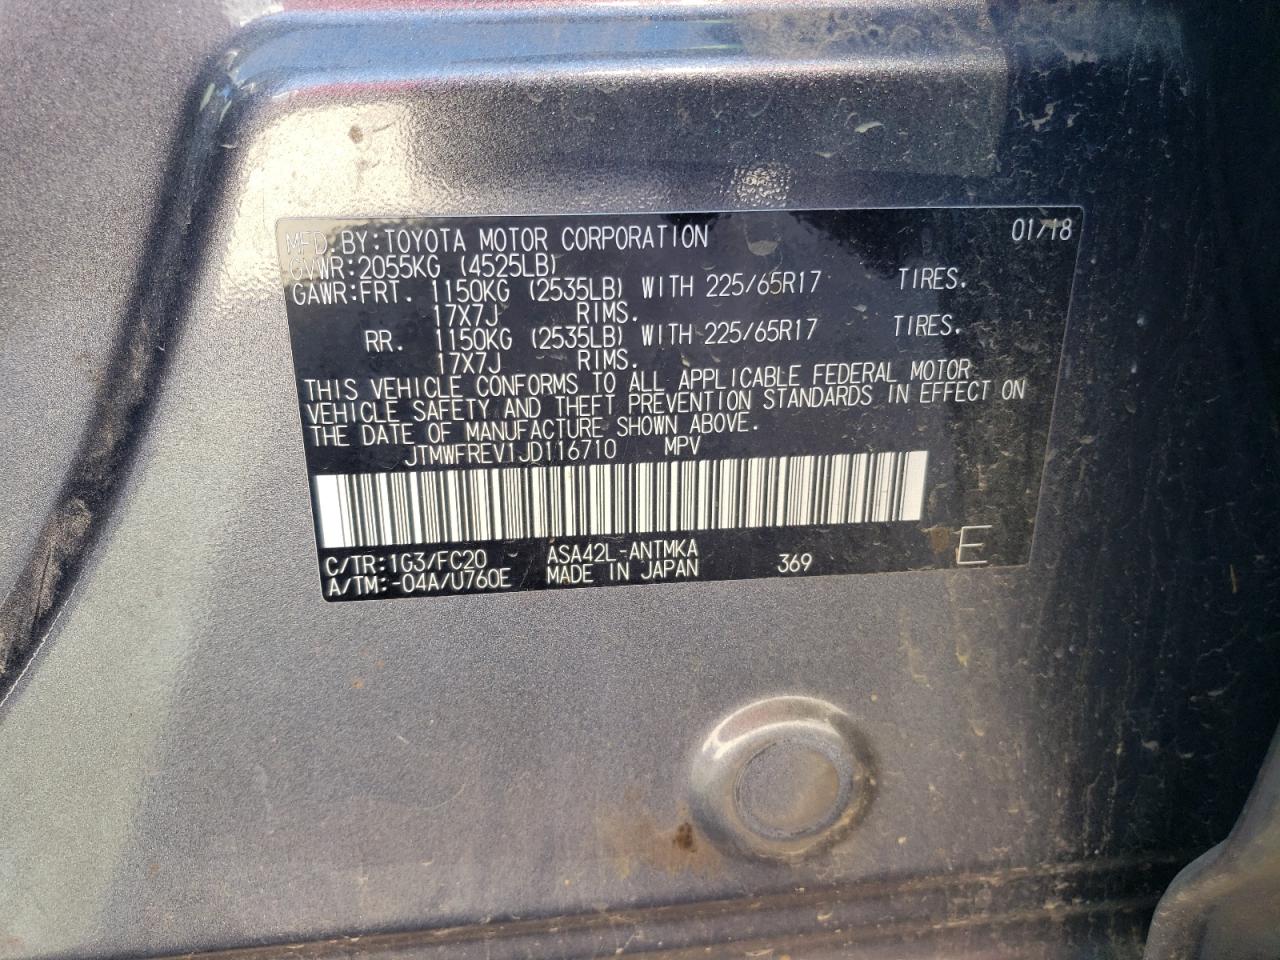 MFD.BY:TOYOTA MOTOR CORPORATION 01/18
GVWR:2055KG (4525LB)
GAWR:FRT. 1150KG (2535LB) WITH 225/65R17 TIRES.
17X7J RIMS.
RR. 1150KG (2535LB) WITH 225/65R17 TIRES.
17X7J RIMS.
THIS VEHICLE CONFORMS TO ALL APPLICABLE FEDERAL MOTOR
VEHICLE SAFETY AND THEFT PREVENTION STANDARDS IN EFFECT ON
THE DATE OF MANUFACTURE SHOWN ABOVE.
JTMWFREV1JD116710 MPV
C/TR:1G3/FC20 ASA42L-ANTMKA 369 E
A/TM:-04A/U760E MADE IN JAPAN